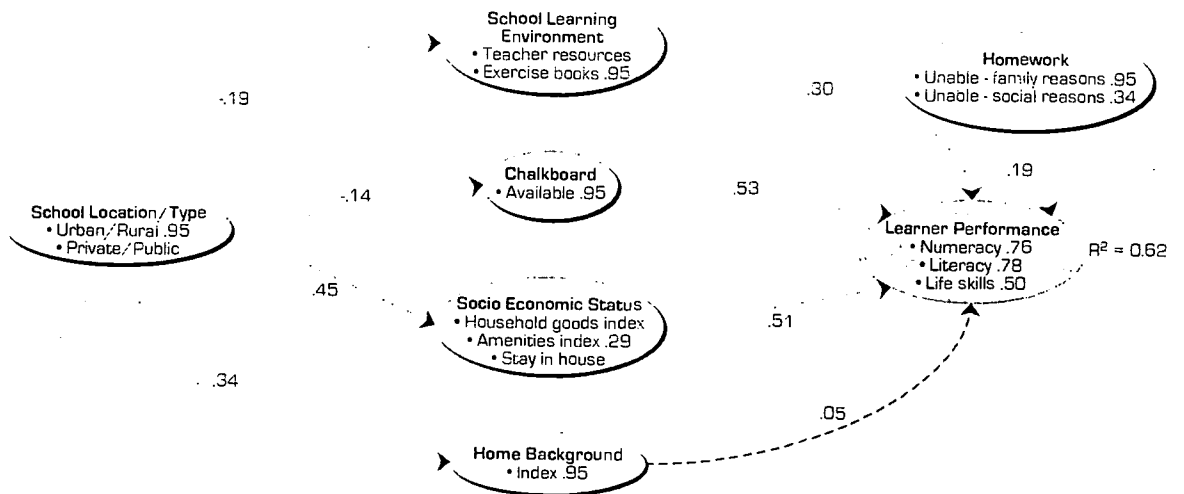 School Learning
Environment
• Teacher resources
• Exercise books .95
Homework
• Unable - family reasons .95
• Unable - social reasons .34
-.19
.30
.19
Chalkboard
• Available .95
-.14
.53
School Location/Type
• Urban/Rural .95
• Private/Public
Learner Performance
• Numeracy .76
• Literacy .78
• Life skills .50
R² = 0.62
.45
Socio Economic Status
• Household goods index
• Amenities index .29
• Stay in house
.51
.34
.05
Home Background
• Index .95